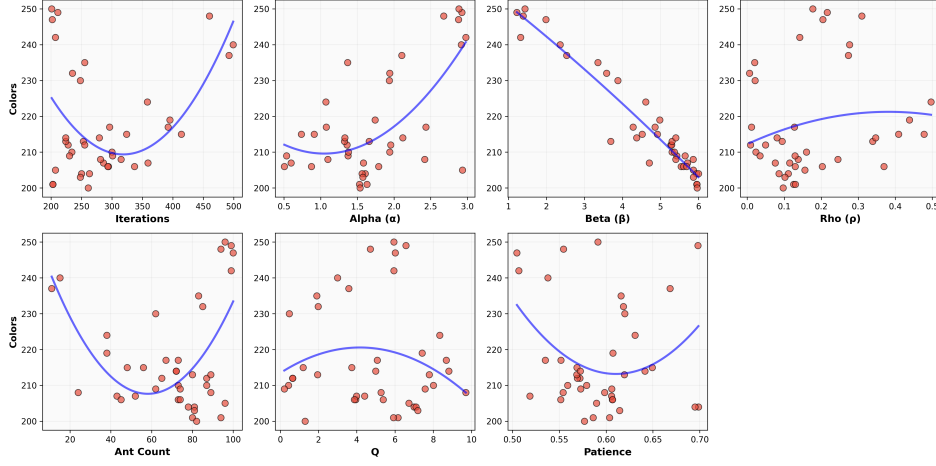 250
240
230
220
210
200
Colors
200 250 300 350 400 450 500
Iterations
0.5 1.0 1.5 2.0 2.5 3.0
Alpha (α)
1 2 3 4 5 6
Beta (β)
0.0 0.1 0.2 0.3 0.4 0.5
Rho (ρ)
250
240
230
220
210
200
Colors
20 40 60 80 100
Ant Count
0 2 4 6 8 10
Q
0.50 0.55 0.60 0.65 0.70
Patience